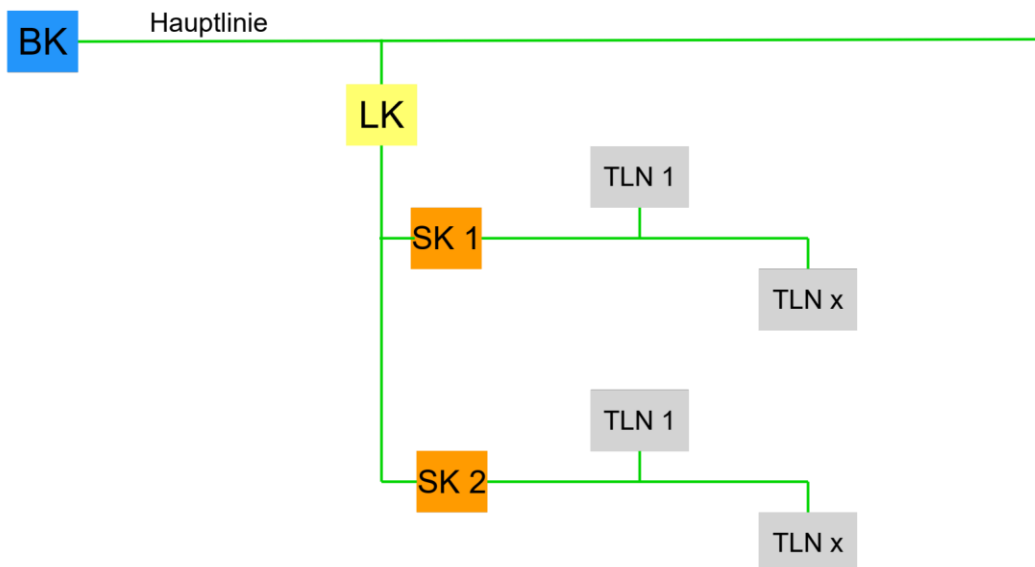 BK
Hauptlinie
LK
TLN 1
SK 1
TLN x
TLN 1
SK 2
TLN x